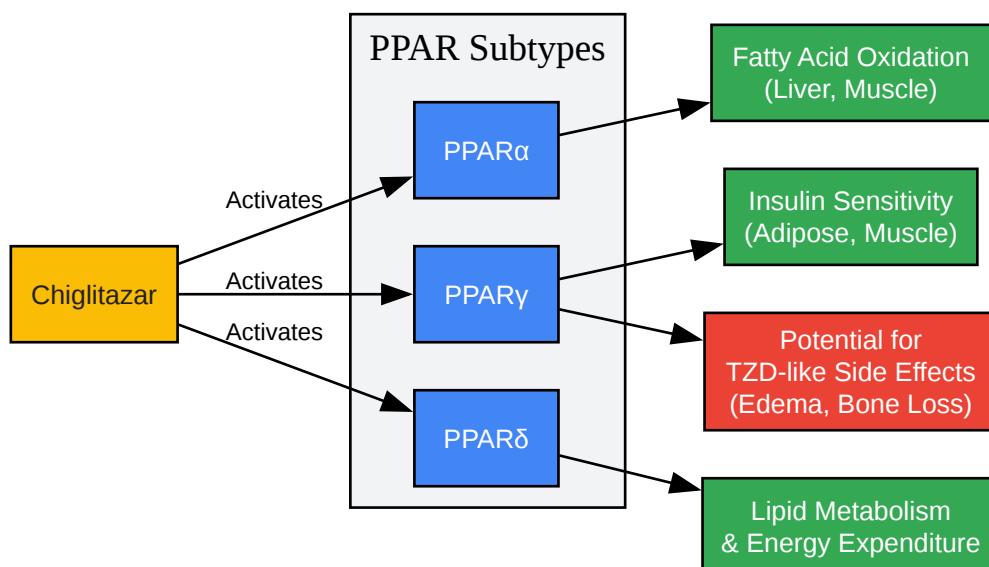 PPAR Subtypes
Fatty Acid Oxidation
(Liver, Muscle)
PPARα
Activates
Insulin Sensitivity
(Adipose, Muscle)
Chiglitazar
Activates
PPARγ
Activates
Potential for
TZD-like Side Effects
(Edema, Bone Loss)
PPARδ
Lipid Metabolism
& Energy Expenditure